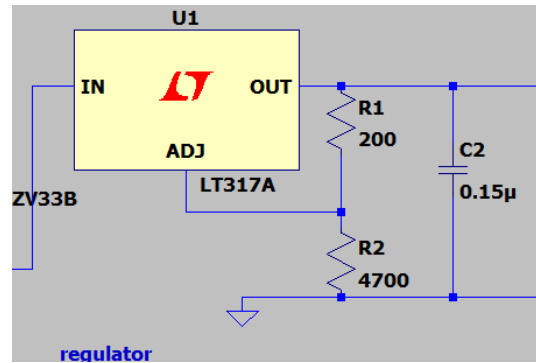 U1
IN
OUT
ADJ
LT317A
R1
200
C2
0.15µ
ZV33B
R2
4700
regulator